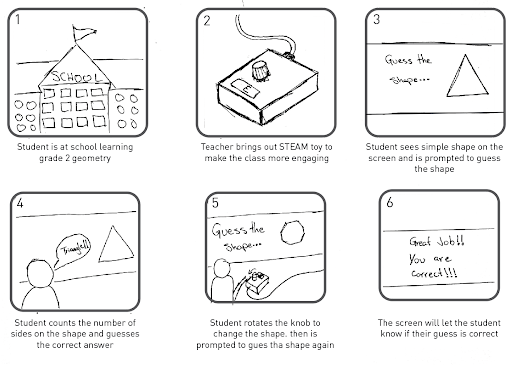 1
SCHOOL
Student is at school learning
grade 2 geometry
2
Teacher brings out STEAM toy to
make the class more engaging
3
Guess the
shape...
Student sees simple shape on the
screen and is prompted to guess
the shape
4
Triangle!!
Student counts the number of
sides on the shape and guesses
the correct answer
5
Guess the
shape...
Student rotates the knob to
change the shape. then is
prompted to gues tha shape again
6
Great Job!!
You are
correct!!!
The screen will let the student
know if their guess is correct